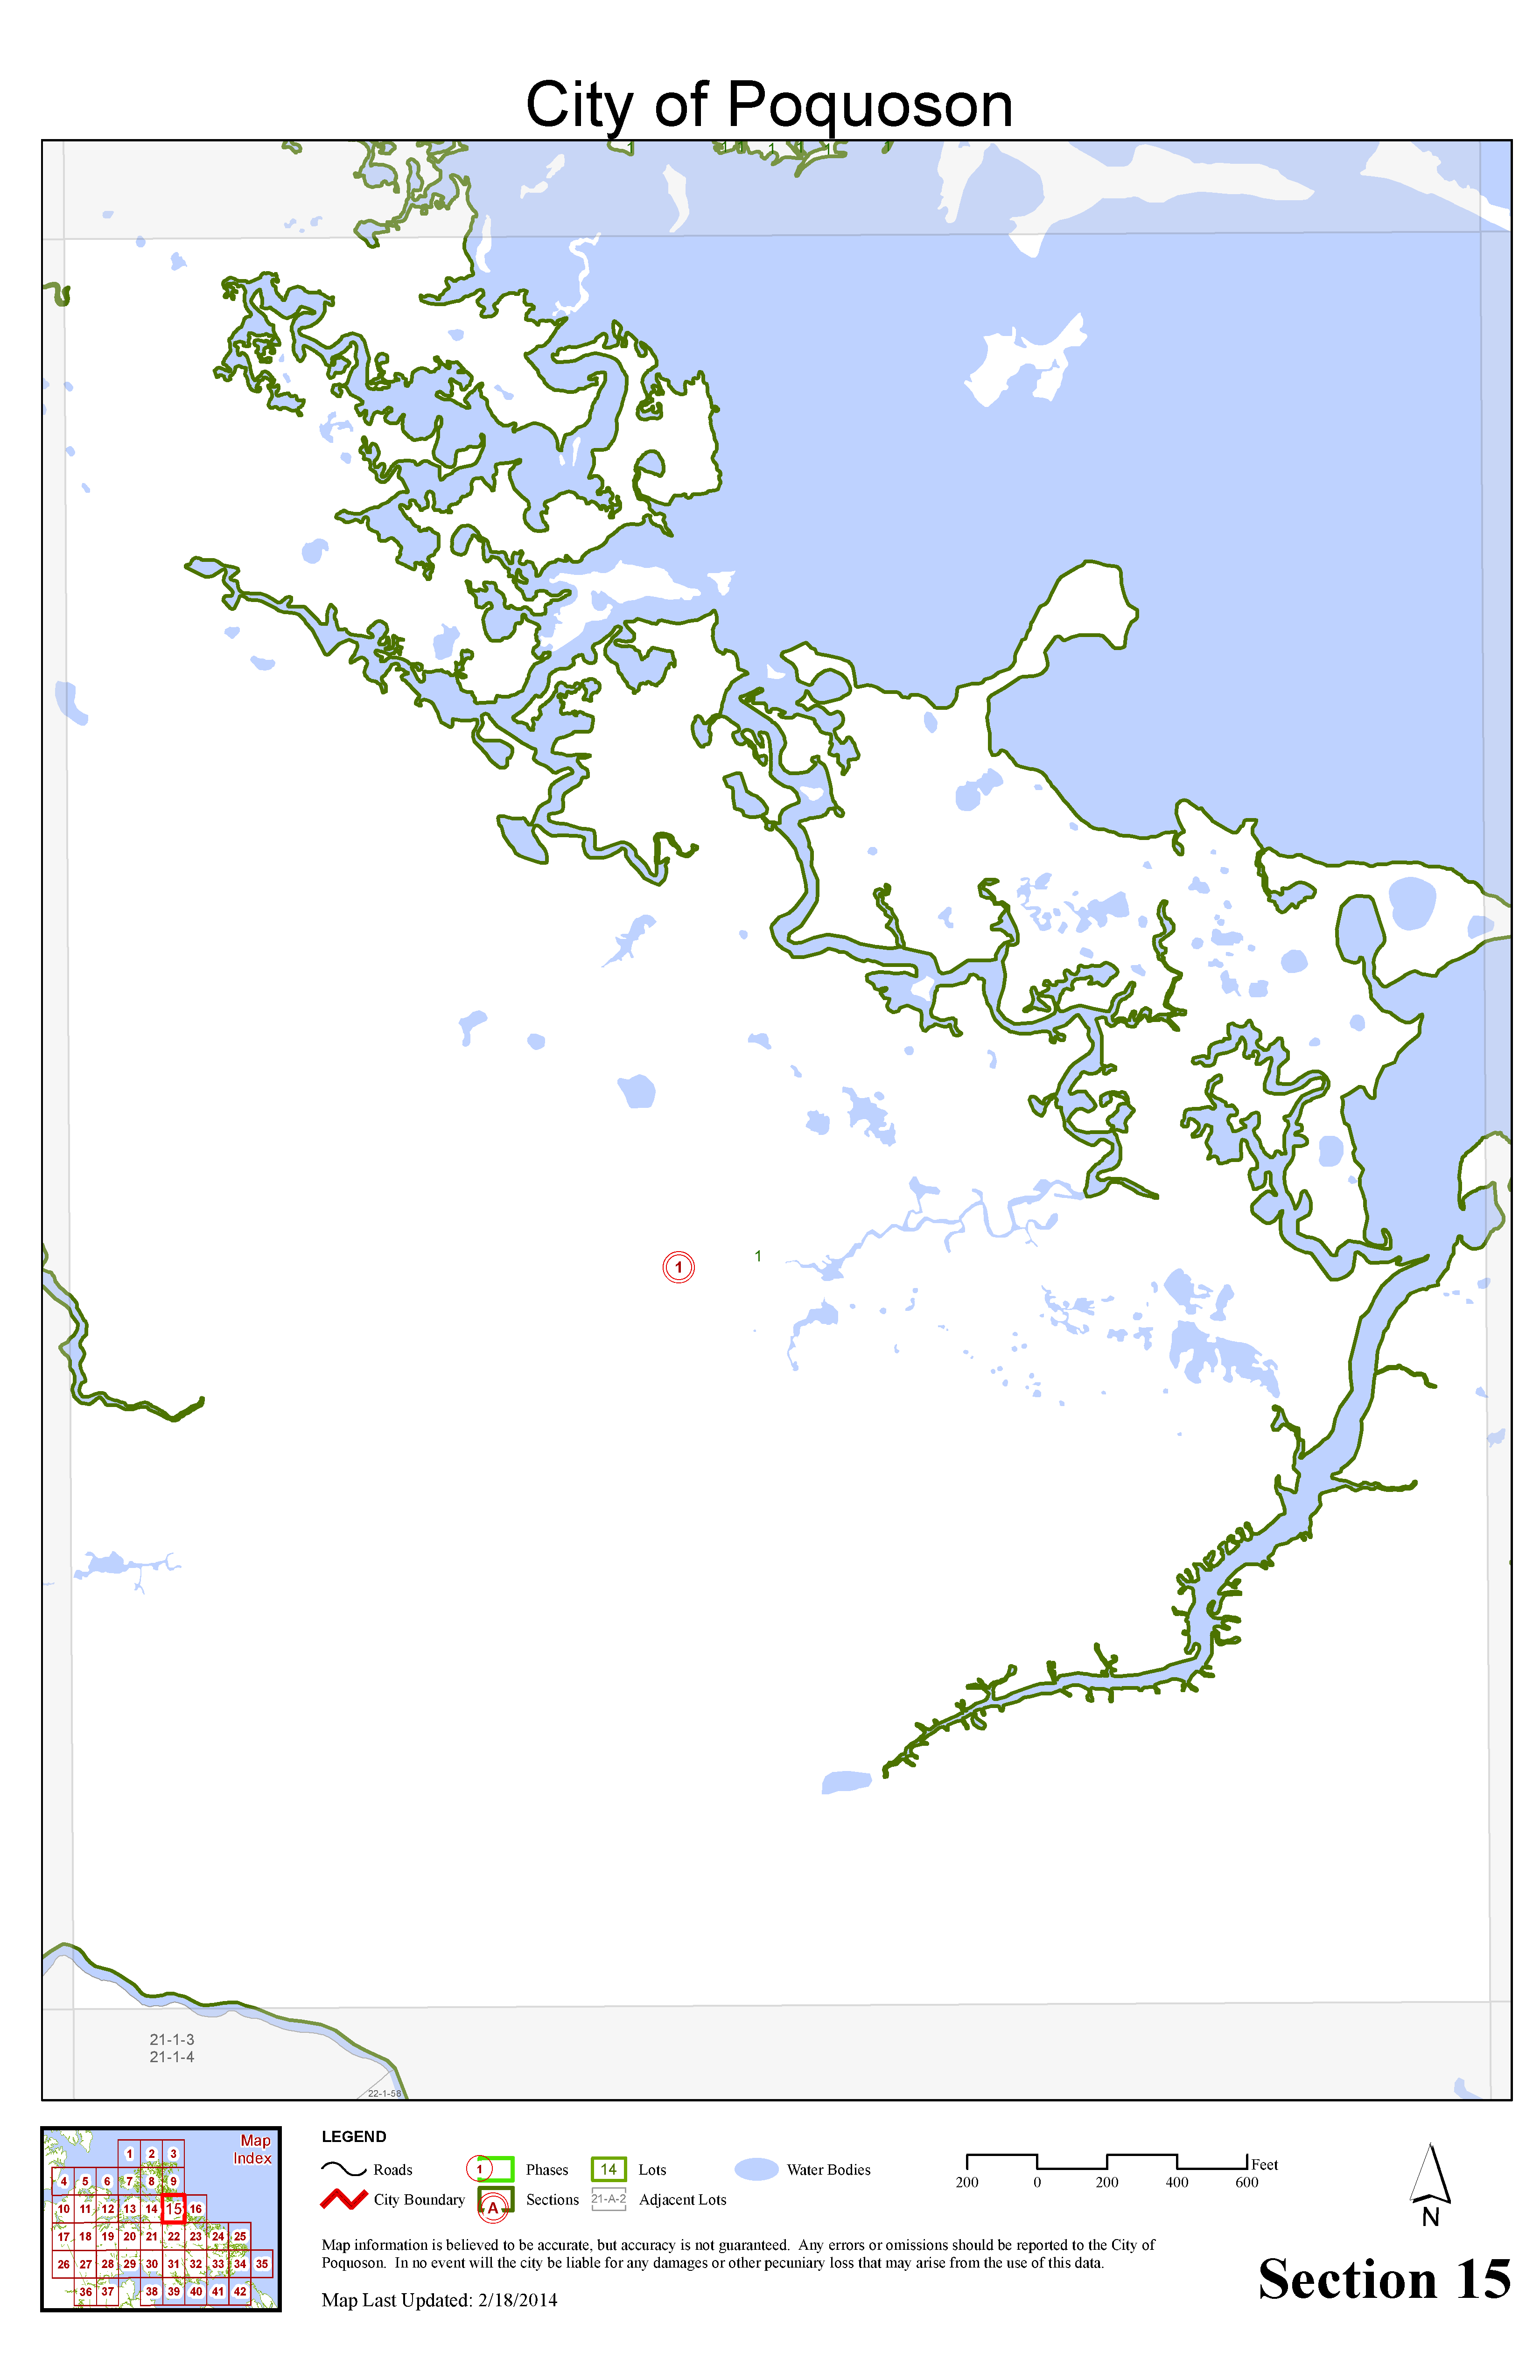 City of Poquoson
1 1 1 1 1 1 1
1 1
21-1-3
21-1-4
22-1-58
Map
Index
1 2 3
4 5 6 7 8 9
10 11 12 13 14 15 16
17 18 19 20 21 22 23 24 25
26 27 28 29 30 31 32 33 34 35
36 37 38 39 40 41 42
LEGEND
Roads 1 Phases 14 Lots Water Bodies
City Boundary A Sections 21-A-2 Adjacent Lots
Feet
200 0 200 400 600
N
Map information is believed to be accurate, but accuracy is not guaranteed. Any errors or omissions should be reported to the City of
Poquoson. In no event will the city be liable for any damages or other pecuniary loss that may arise from the use of this data.
Map Last Updated: 2/18/2014
Section 15